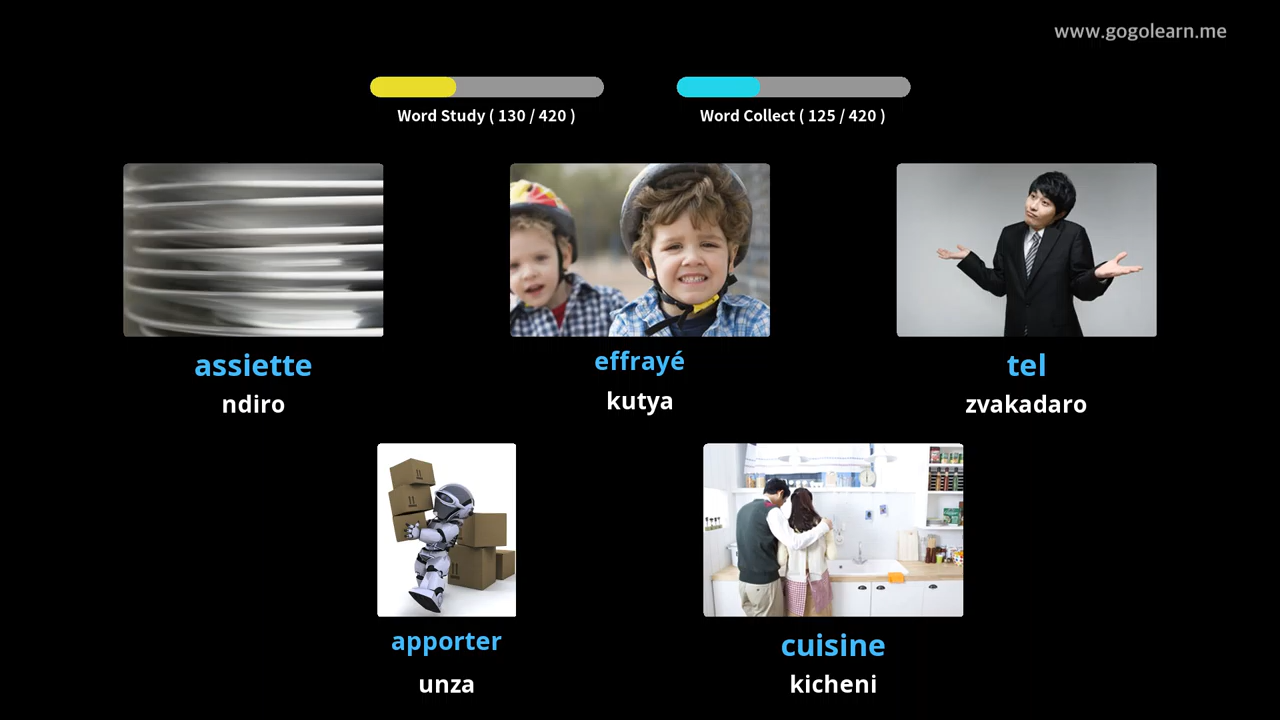 www.gogolearn.me
Word Study ( 130 / 420 )
Word Collect ( 125 / 420 )
assiette
ndiro
effrayé
kutya
tel
zvakadaro
apporter
unza
cuisine
kicheni